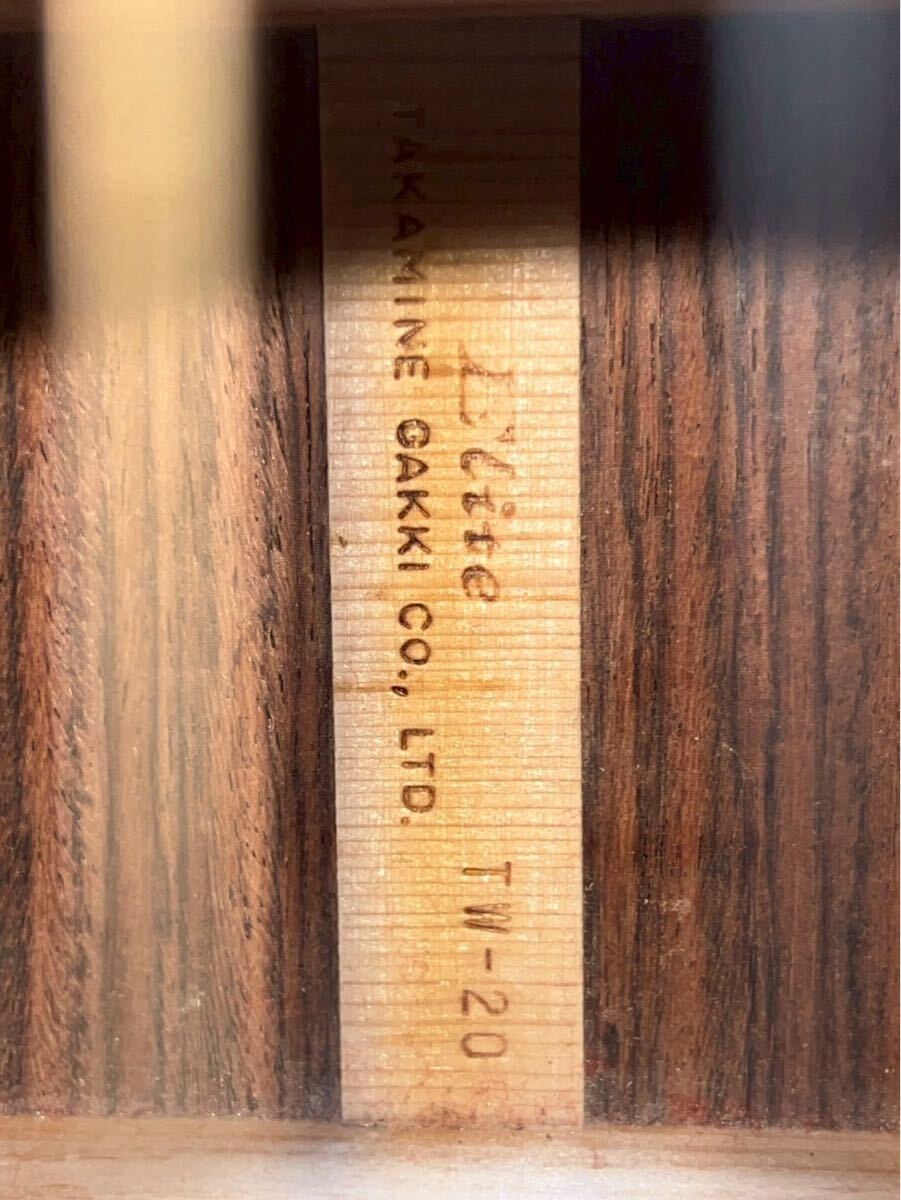 Elite TW-20
TAKAMINE GAKKI CO., LTD.